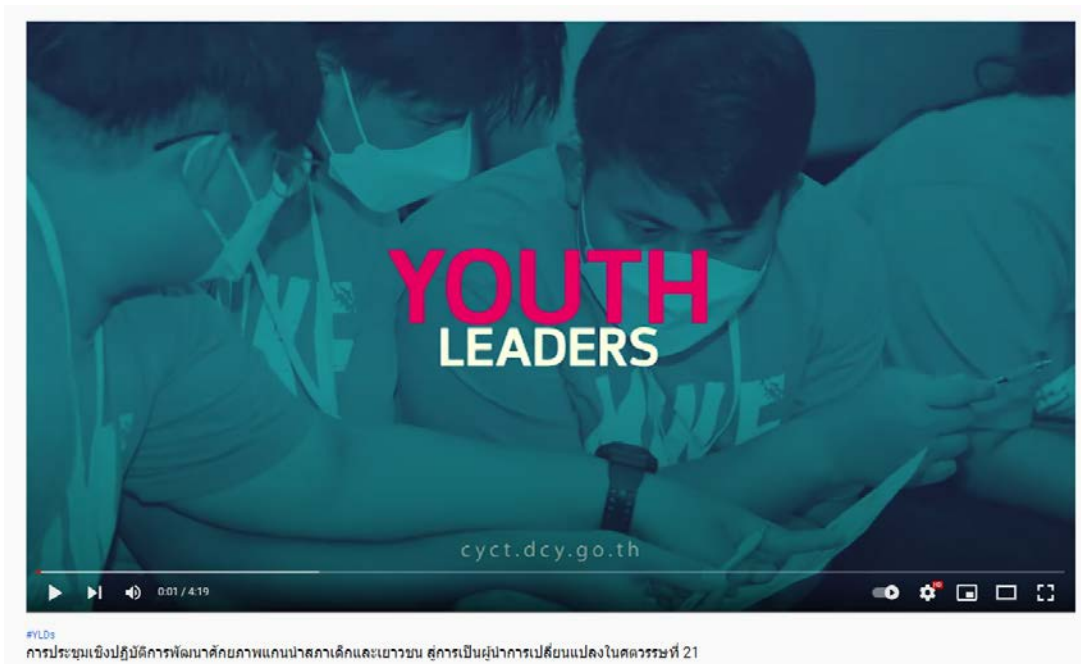 YOUTH
LEADERS
cyct.dcy.go.th
0:01 / 4:19
HD
#YLDs
การประชุมเชิงปฏิบัติการพัฒนาศักยภาพแกนนำสภาเด็กและเยาวชน สู่การเป็นผู้นำการเปลี่ยนแปลงในศตวรรษที่ 21